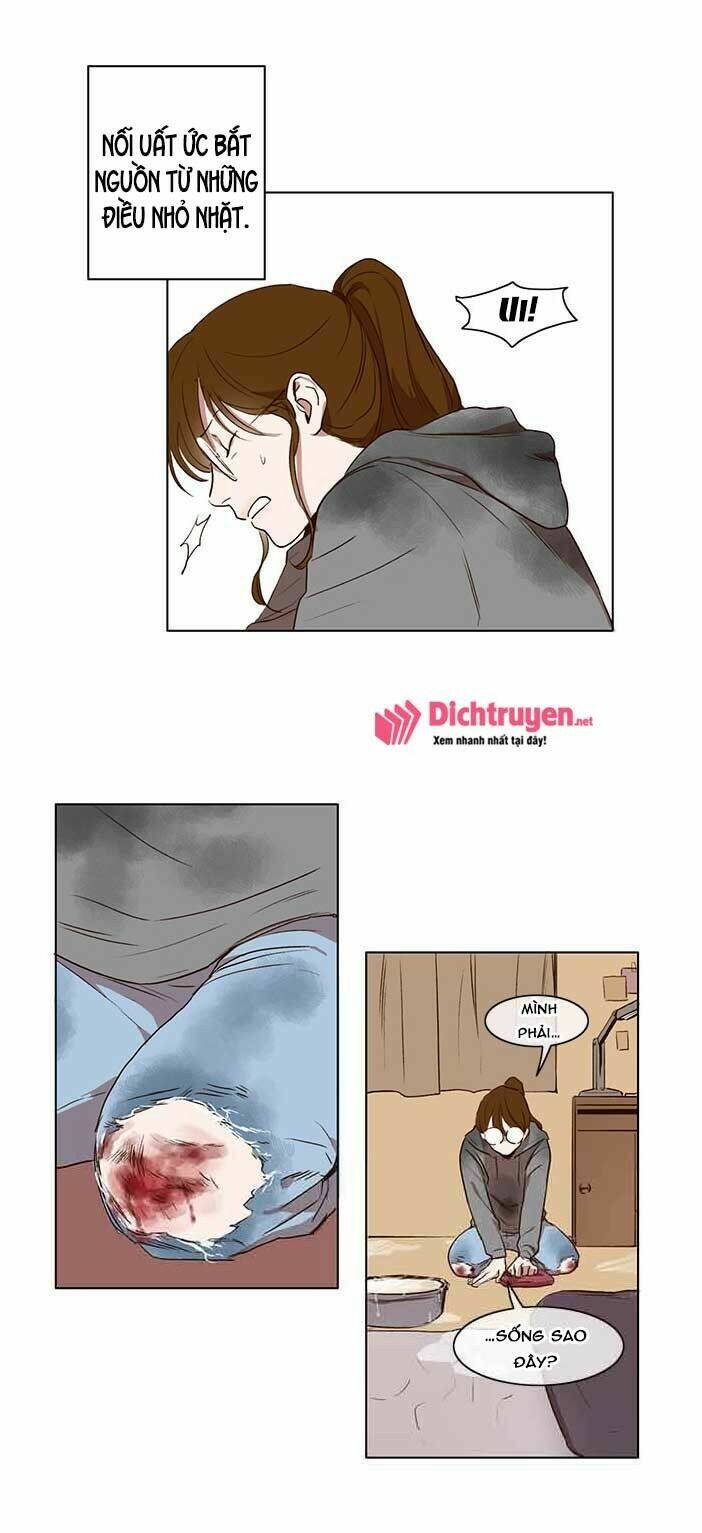 NỐI UẤT ỨC BẮT
NGUỒN TỪ NHỮNG
ĐIỀU NHỎ NHẶT.
UI!
Dichtruyen.net
Xem nhanh nhất tại đây!
MÌNH
PHẢI...
...SỐNG SAO
ĐÂY?